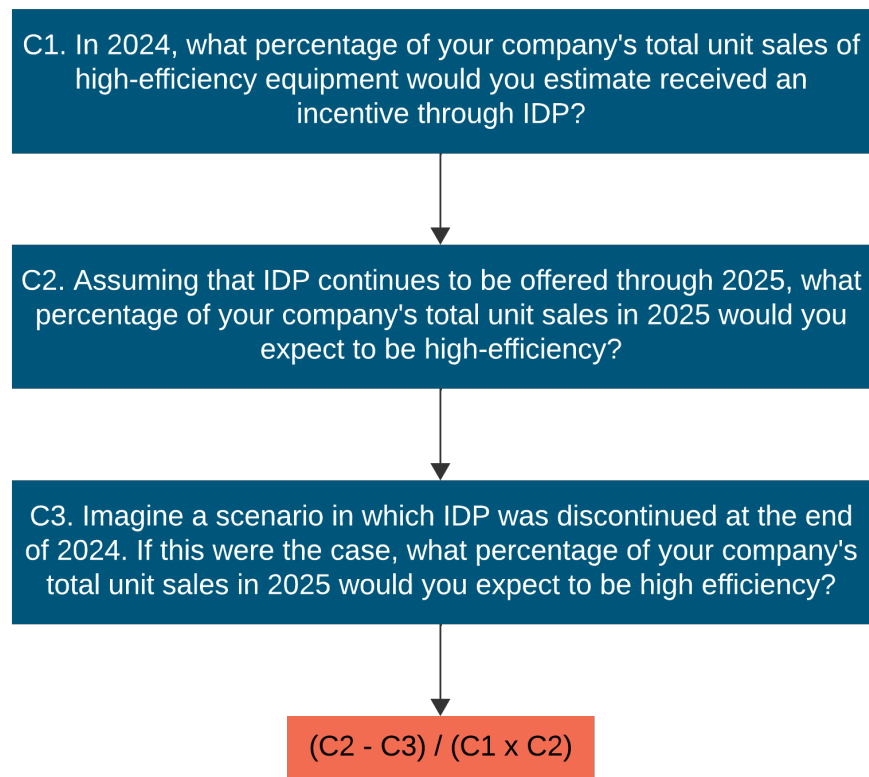 C1. In 2024, what percentage of your company's total unit sales of
high-efficiency equipment would you estimate received an
incentive through IDP?
C2. Assuming that IDP continues to be offered through 2025, what
percentage of your company's total unit sales in 2025 would you
expect to be high-efficiency?
C3. Imagine a scenario in which IDP was discontinued at the end
of 2024. If this were the case, what percentage of your company's
total unit sales in 2025 would you expect to be high efficiency?
(C2 - C3) / (C1 x C2)